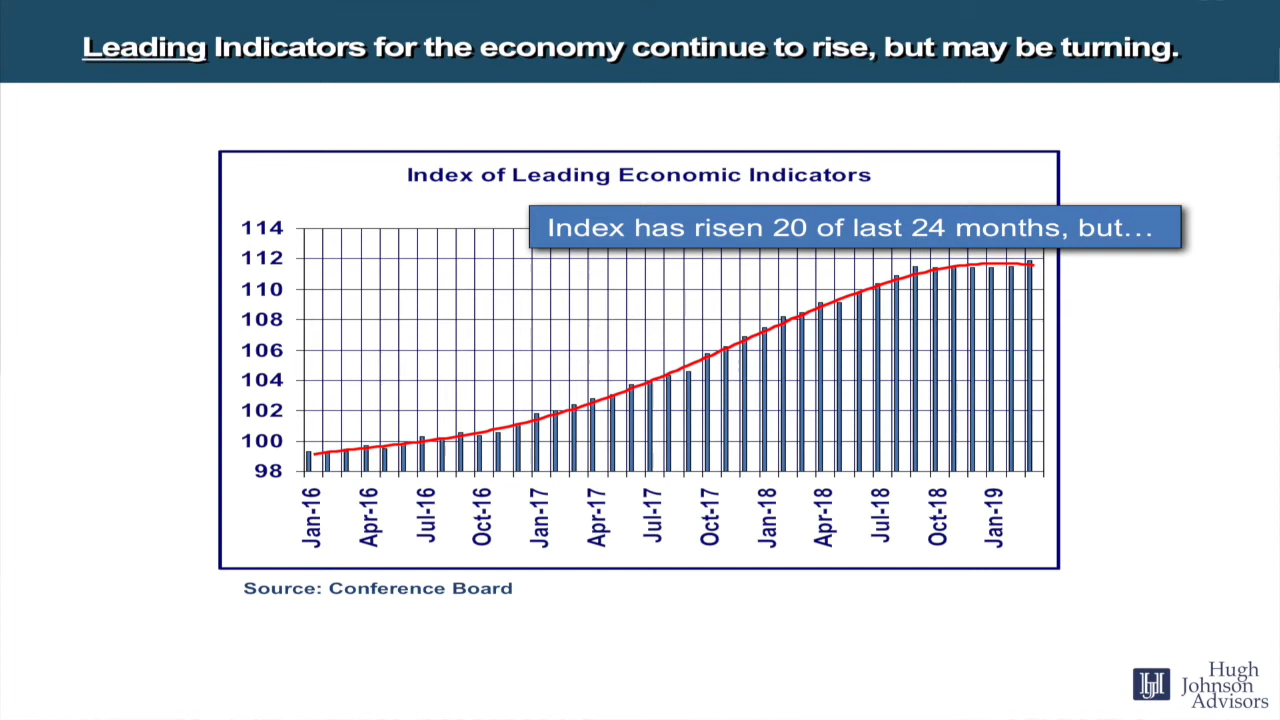 Leading Indicators for the economy continue to rise, but may be turning.
Index of Leading Economic Indicators
Index has risen 20 of last 24 months, but…
114
112
110
108
106
104
102
100
98
Jan-16
Apr-16
Jul-16
Oct-16
Jan-17
Apr-17
Jul-17
Oct-17
Jan-18
Apr-18
Jul-18
Oct-18
Jan-19
Source: Conference Board
HJ
Hugh
Johnson
Advisors